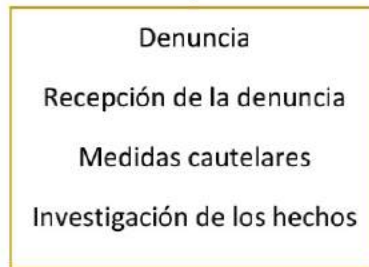 Denuncia
Recepción de la denuncia
Medidas cautelares
Investigación de los hechos